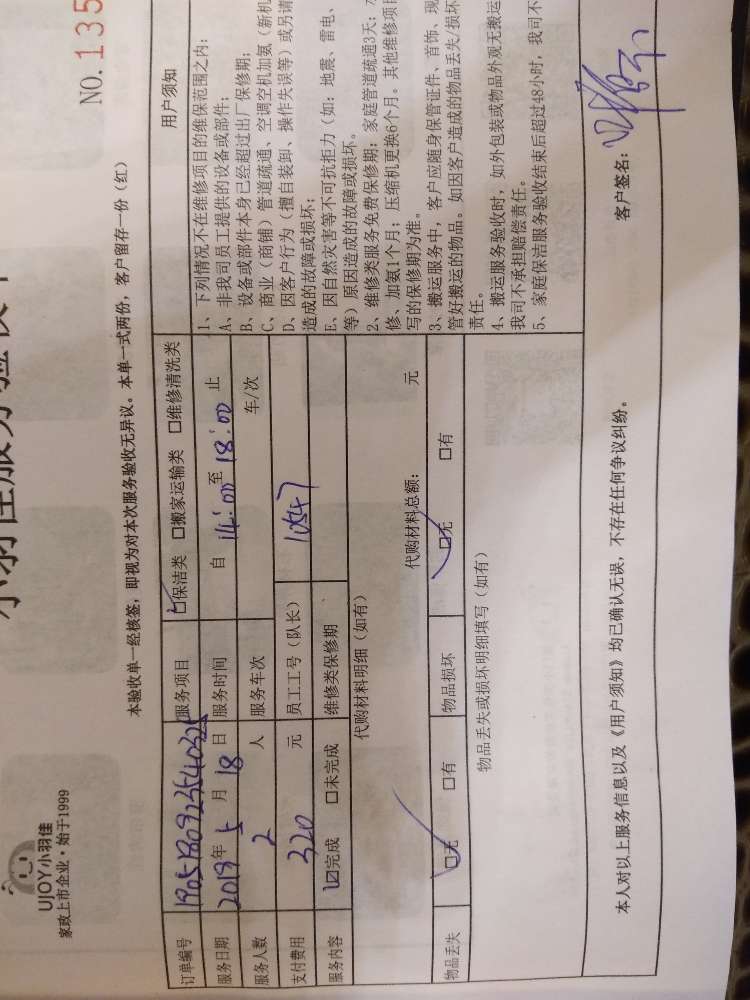 UJOY小羽佳
家政上市企业·始于1999
NO.135
本验收单一经核签，即视为对本次服务验收无异议。本单一式两份，客户留存一份（红）
订单编号
服务项目 ☑保洁类 □搬家运输类 □维修清洗类
服务日期 2019年5月18日 服务时间 自14:00至18:00止
服务人数 2人 服务车次 车/次
支付费用 320元 员工工号（队长） 10547
服务内容 ☑完成 □未完成 维修类保修期
代购材料明细（如有）
代购材料总额： 元
物品丢失 ☑无 □有 物品损坏 ☑无 □有
物品丢失或损坏明细填写（如有）
用户须知
1、下列情况不在维修项目的维保范围之内：
A、非我司员工提供的设备或部件；
B、设备或部件本身已经超过出厂保修期；
C、商业（商铺）管道疏通、空调空机加氨（新机
D、因客户行为（擅自装卸、操作失误等）或另请
造成的故障或损坏；
E、因自然灾害等不可抗拒力（如：地震、雷电、
等）原因造成的故障或损坏。
2、维修类服务免费保修期：家庭管道疏通3天；
修、加氨1个月；压缩机更换6个月。其他维修项目
写的保修期为准。
3、搬运服务中，客户应随身保管证件、首饰、现
管好搬运的物品。如因客户造成的物品丢失/损坏
责任。
4、搬运服务验收时，如外包装或物品外观无搬运
我司不承担赔偿责任。
5、家庭保洁服务验收结束后超过48小时，我司不
本人对以上服务信息以及《用户须知》均已确认无误，不存在任何争议纠纷。
客户签名：